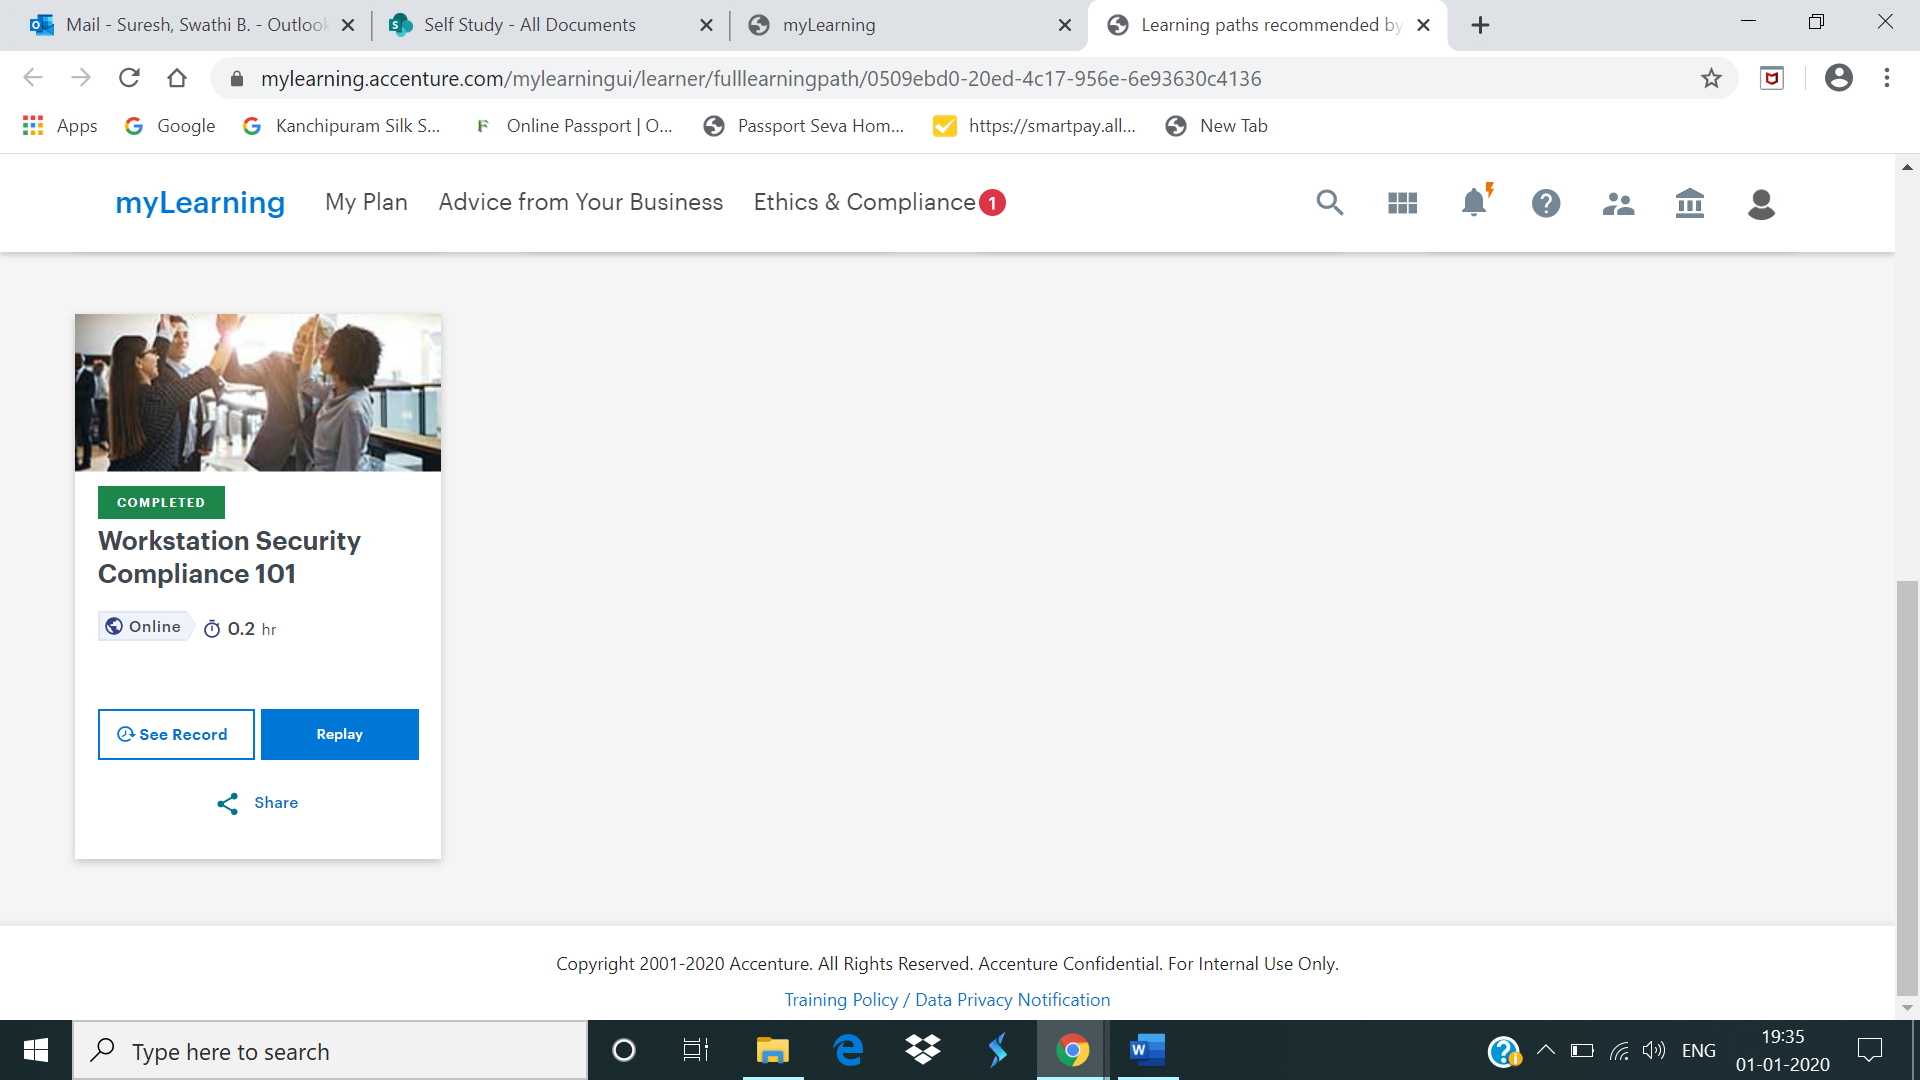 Mail - Suresh, Swathi B. - Outlook
Self Study - All Documents
myLearning
Learning paths recommended by
mylearning.accenture.com/mylearningui/learner/fulllearningpath/0509ebd0-20ed-4c17-956e-6e93630c4136
Apps
Google
Kanchipuram Silk S...
Online Passport | O...
Passport Seva Hom...
https://smartpay.all...
New Tab
myLearning
My Plan
Advice from Your Business
Ethics & Compliance 1
COMPLETED
Workstation Security
Compliance 101
Online
0.2 hr
See Record
Replay
Share
Copyright 2001-2020 Accenture. All Rights Reserved. Accenture Confidential. For Internal Use Only.
Training Policy / Data Privacy Notification
Type here to search
ENG
19:35
01-01-2020